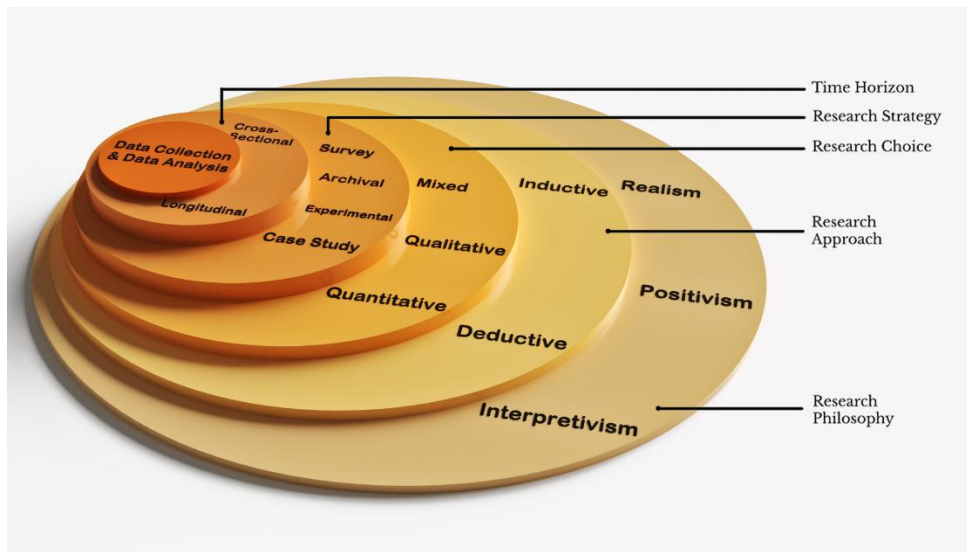 Time Horizon
Research Strategy
Research Choice
Research
Approach
Research
Philosophy
Data Collection
& Data Analysis
Cross-
Sectional
Longitudinal
Survey
Archival
Experimental
Case Study
Mixed
Qualitative
Quantitative
Inductive
Deductive
Realism
Positivism
Interpretivism